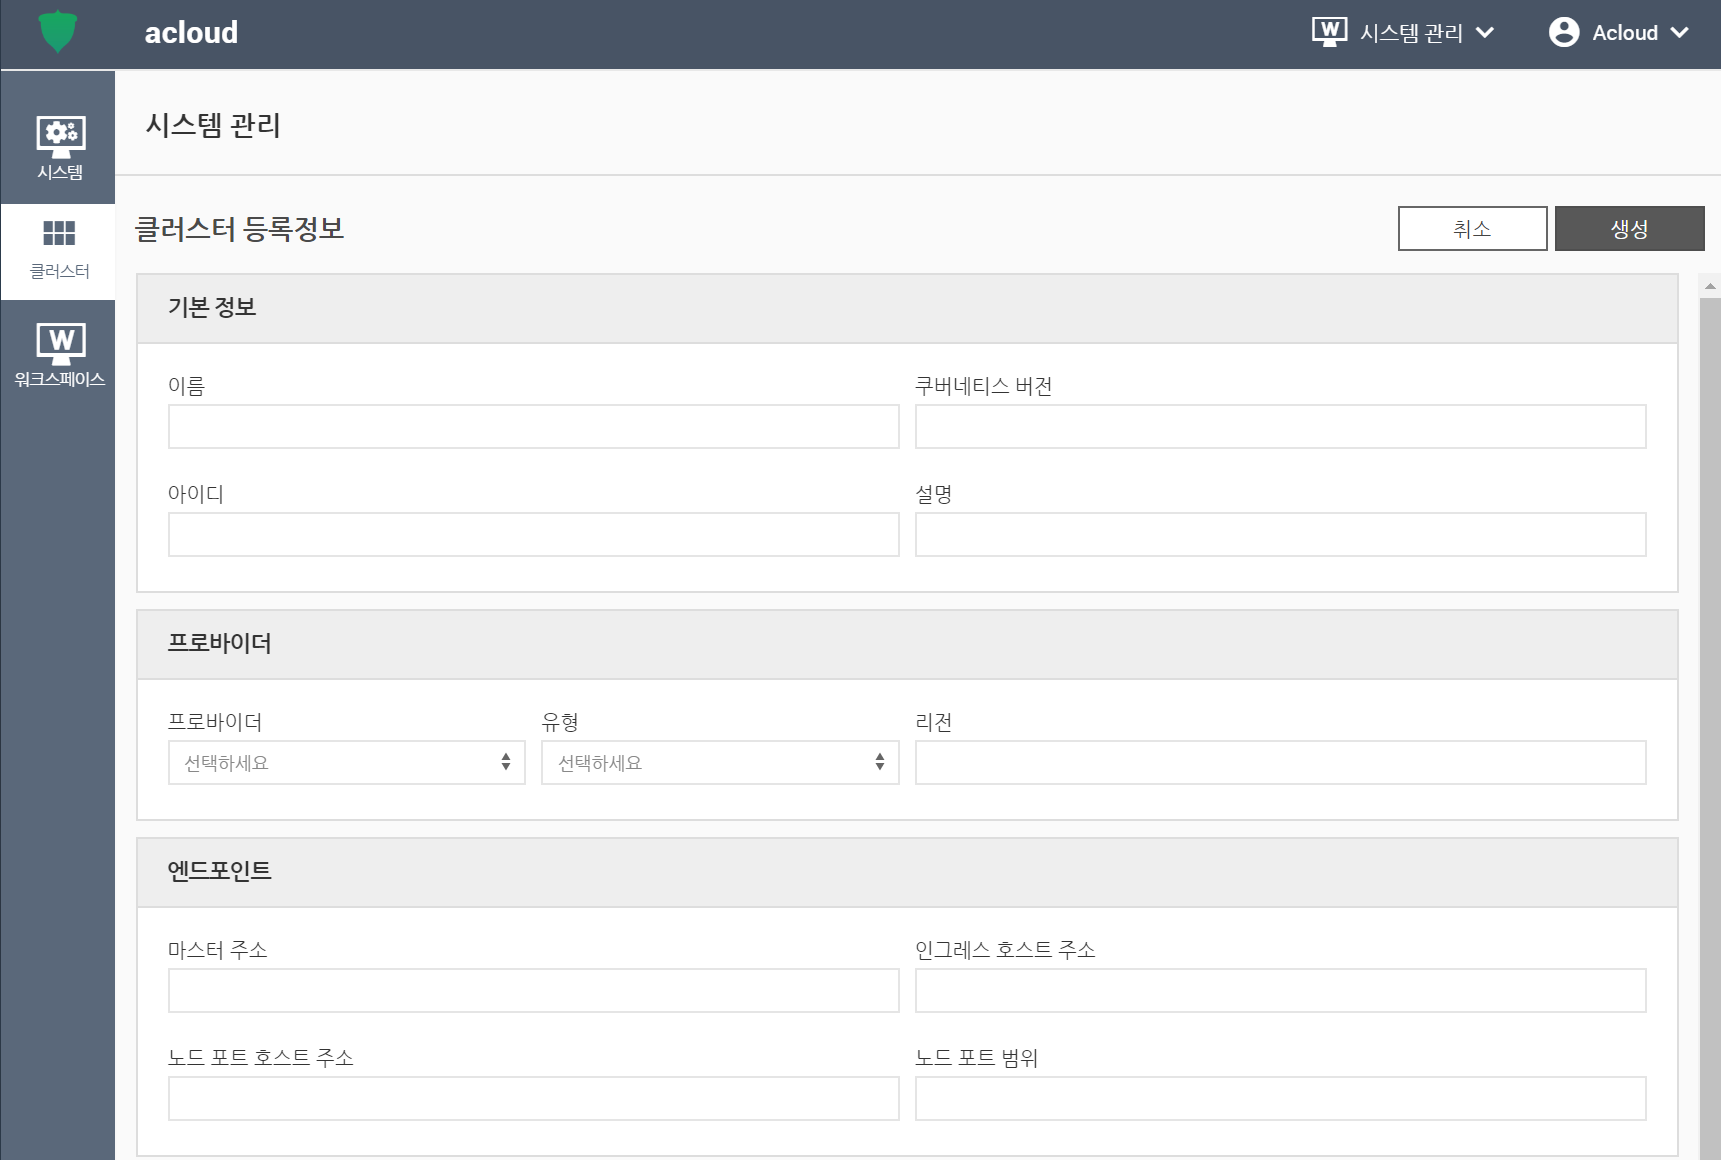 acloud
W 시스템 관리
Acloud
시스템
클러스터
W
워크스페이스
시스템 관리
클러스터 등록정보
취소
생성
기본 정보
이름
쿠버네티스 버전
아이디
설명
프로바이더
프로바이더
유형
리전
선택하세요
선택하세요
엔드포인트
마스터 주소
인그레스 호스트 주소
노드 포트 호스트 주소
노드 포트 범위